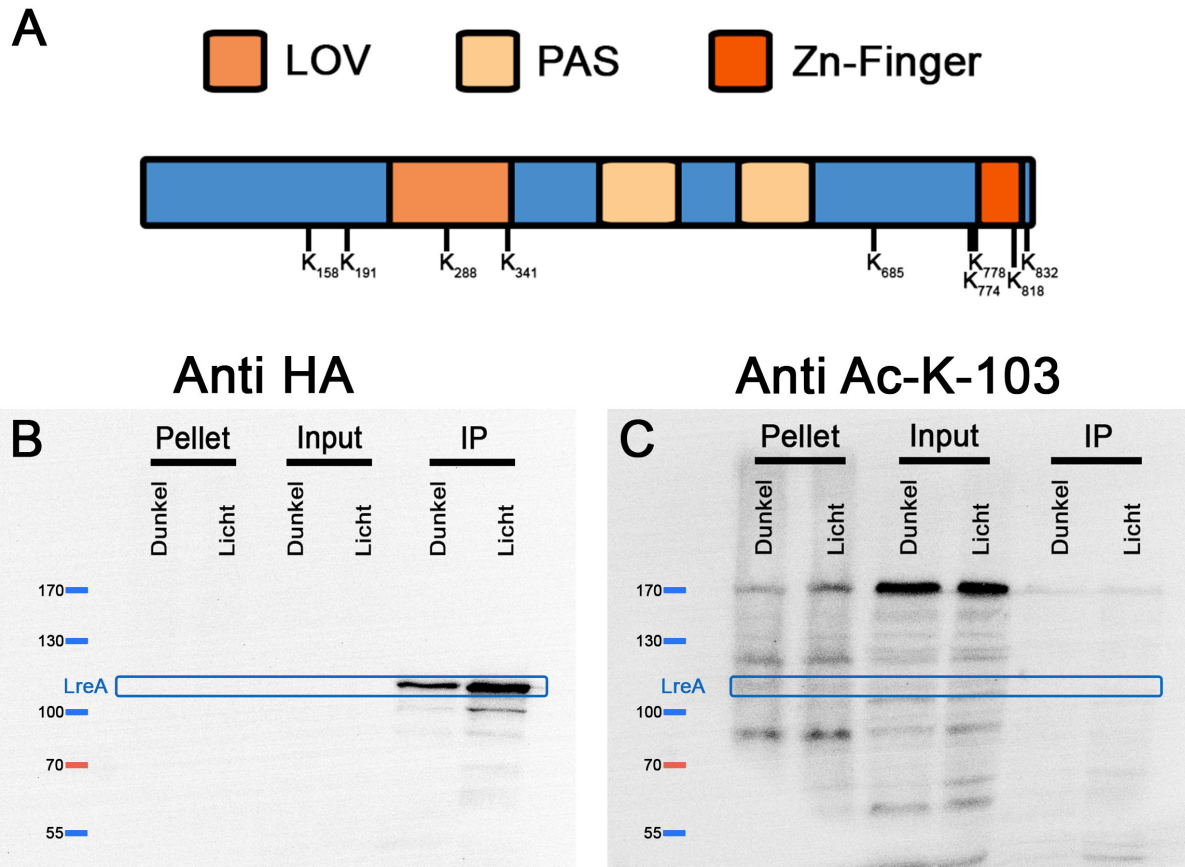 A
LOV PAS Zn-Finger
K158 K191 K288 K341 K685 K778 K832
K774 K818
Anti HA
Anti Ac-K-103
B
Pellet Input IP
Dunkel Licht Dunkel Licht Dunkel Licht
170
130
LreA
100
70
55
C
Pellet Input IP
Dunkel Licht Dunkel Licht Dunkel Licht
170
130
LreA
100
70
55